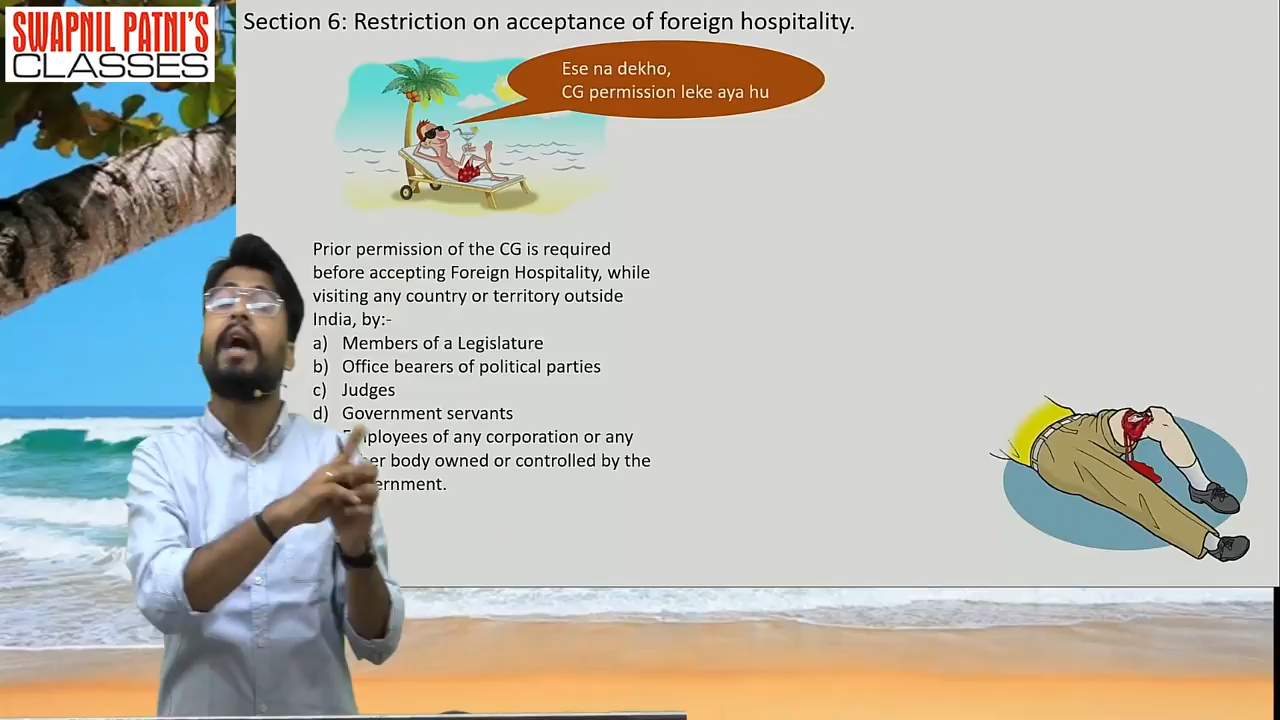 SWAPNIL PATNI'S
CLASSES
Section 6: Restriction on acceptance of foreign hospitality.
Ese na dekho,
CG permission leke aya hu
Prior permission of the CG is required
before accepting Foreign Hospitality, while
visiting any country or territory outside
India, by:-
a) Members of a Legislature
b) Office bearers of political parties
c) Judges
d) Government servants
of any corporation or any
body owned or controlled by the